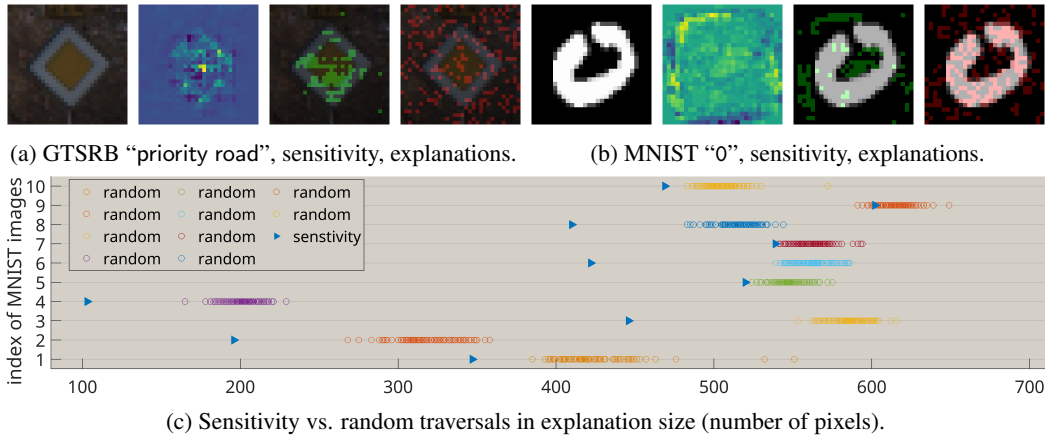 (a) GTSRB “priority road”, sensitivity, explanations.
(b) MNIST “0”, sensitivity, explanations.
index of MNIST images
10
9
8
7
6
5
4
3
2
1
random random random
random random random
random random senstivity
random random
100 200 300 400 500 600 700
(c) Sensitivity vs. random traversals in explanation size (number of pixels).